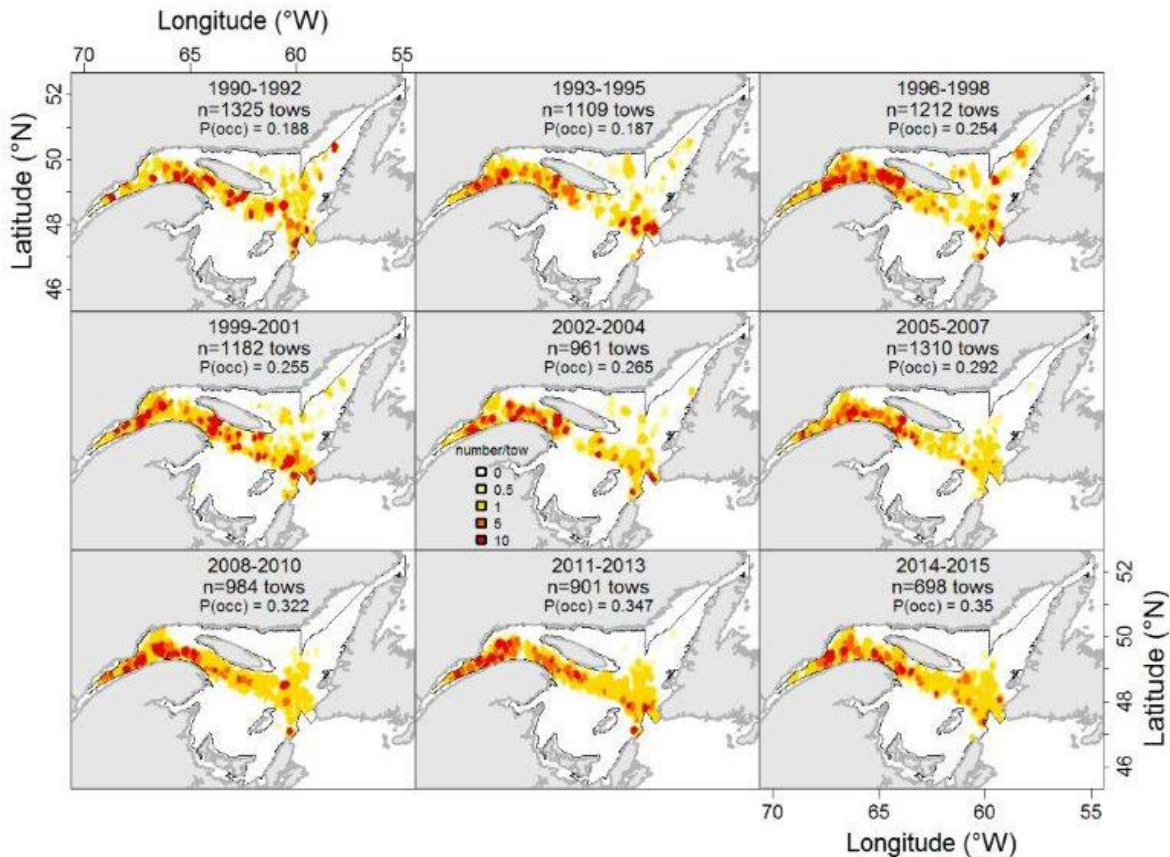 Longitude (°W)
70 65 60 55
Latitude (°N)
52
50
48
46
1990-1992
n=1325 tows
P(occ) = 0.188
1993-1995
n=1109 tows
P(occ) = 0.187
1996-1998
n=1212 tows
P(occ) = 0.254
1999-2001
n=1182 tows
P(occ) = 0.255
2002-2004
n=961 tows
P(occ) = 0.265
number/tow
0
0.5
1
5
10
2005-2007
n=1310 tows
P(occ) = 0.292
2008-2010
n=984 tows
P(occ) = 0.322
2011-2013
n=901 tows
P(occ) = 0.347
2014-2015
n=698 tows
P(occ) = 0.35
52
50
48
46
Latitude (°N)
70 65 60 55
Longitude (°W)